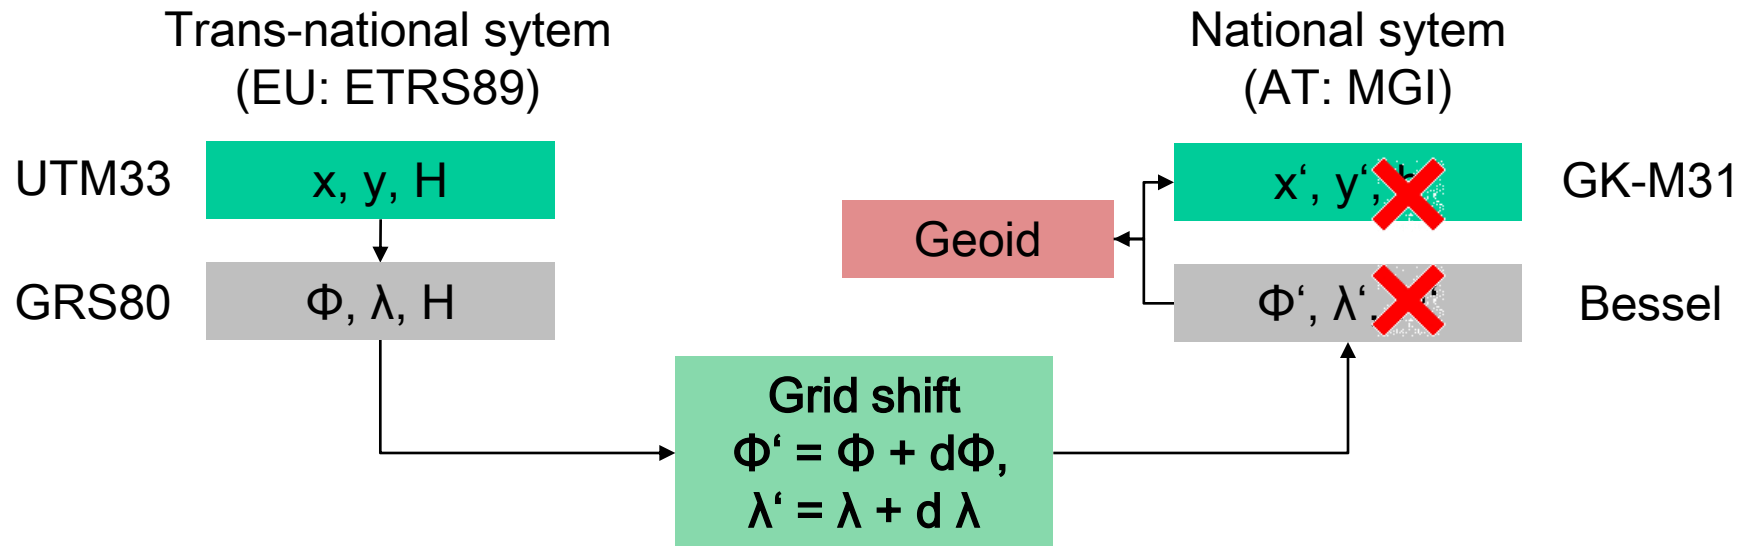 Trans-national sytem
(EU: ETRS89)
National sytem
(AT: MGI)
UTM33
x, y, H
x‘, y‘,
GK-M31
Geoid
GRS80
Φ, λ, H
Φ‘, λ‘,
Bessel
Grid shift
Φ‘ = Φ + dΦ,
λ‘ = λ + d λ